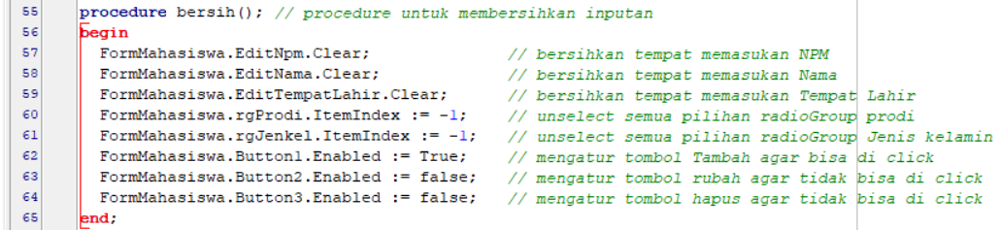 55 procedure bersih(); // procedure untuk membersihkan inputan
56 begin
57 FormMahasiswa.EditNpm.Clear; // bersihkan tempat memasukan NPM
58 FormMahasiswa.EditNama.Clear; // bersihkan tempat memasukan Nama
59 FormMahasiswa.EditTempatLahir.Clear; // bersihkan tempat memasukan Tempat Lahir
60 FormMahasiswa.rgProdi.ItemIndex := -1; // unselect semua pilihan radioGroup prodi
61 FormMahasiswa.rgJenkel.ItemIndex := -1; // unselect semua pilihan radioGroup Jenis kelamin
62 FormMahasiswa.Button1.Enabled := True; // mengatur tombol Tambah agar bisa di click
63 FormMahasiswa.Button2.Enabled := false; // mengatur tombol rubah agar tidak bisa di click
64 FormMahasiswa.Button3.Enabled := false; // mengatur tombol hapus agar tidak bisa di click
65 end;